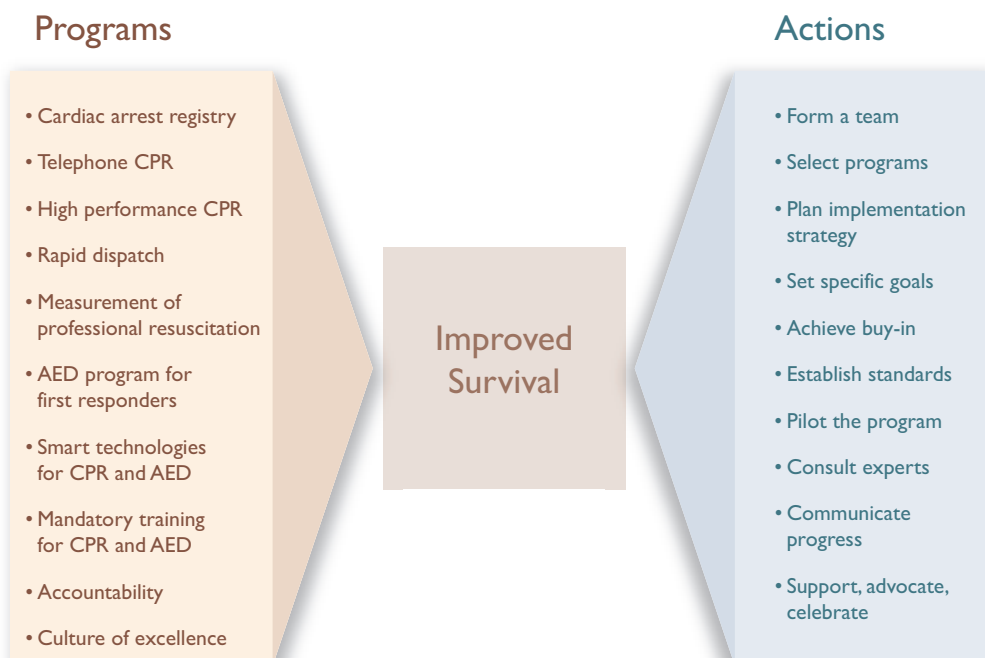 Programs
• Cardiac arrest registry
• Telephone CPR
• High performance CPR
• Rapid dispatch
• Measurement of
professional resuscitation
• AED program for
first responders
• Smart technologies
for CPR and AED
• Mandatory training
for CPR and AED
• Accountability
• Culture of excellence
Improved
Survival
Actions
• Form a team
• Select programs
• Plan implementation
strategy
• Set specific goals
• Achieve buy-in
• Establish standards
• Pilot the program
• Consult experts
• Communicate
progress
• Support, advocate,
celebrate